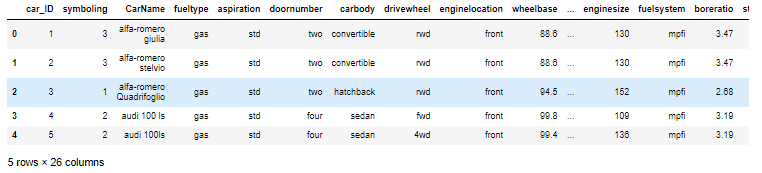 car_ID symboling CarName fueltype aspiration doornumber carbody drivewheel enginelocation wheelbase ... enginesize fuelsystem boreratio st
0 1 3 alfa-romero giulia gas std two convertible rwd front 88.6 ... 130 mpfi 3.47
1 2 3 alfa-romero stelvio gas std two convertible rwd front 88.6 ... 130 mpfi 3.47
2 3 1 alfa-romero Quadrifoglio gas std two hatchback rwd front 94.5 ... 152 mpfi 2.68
3 4 2 audi 100 ls gas std four sedan fwd front 99.8 ... 109 mpfi 3.19
4 5 2 audi 100ls gas std four sedan 4wd front 99.4 ... 136 mpfi 3.19
5 rows × 26 columns